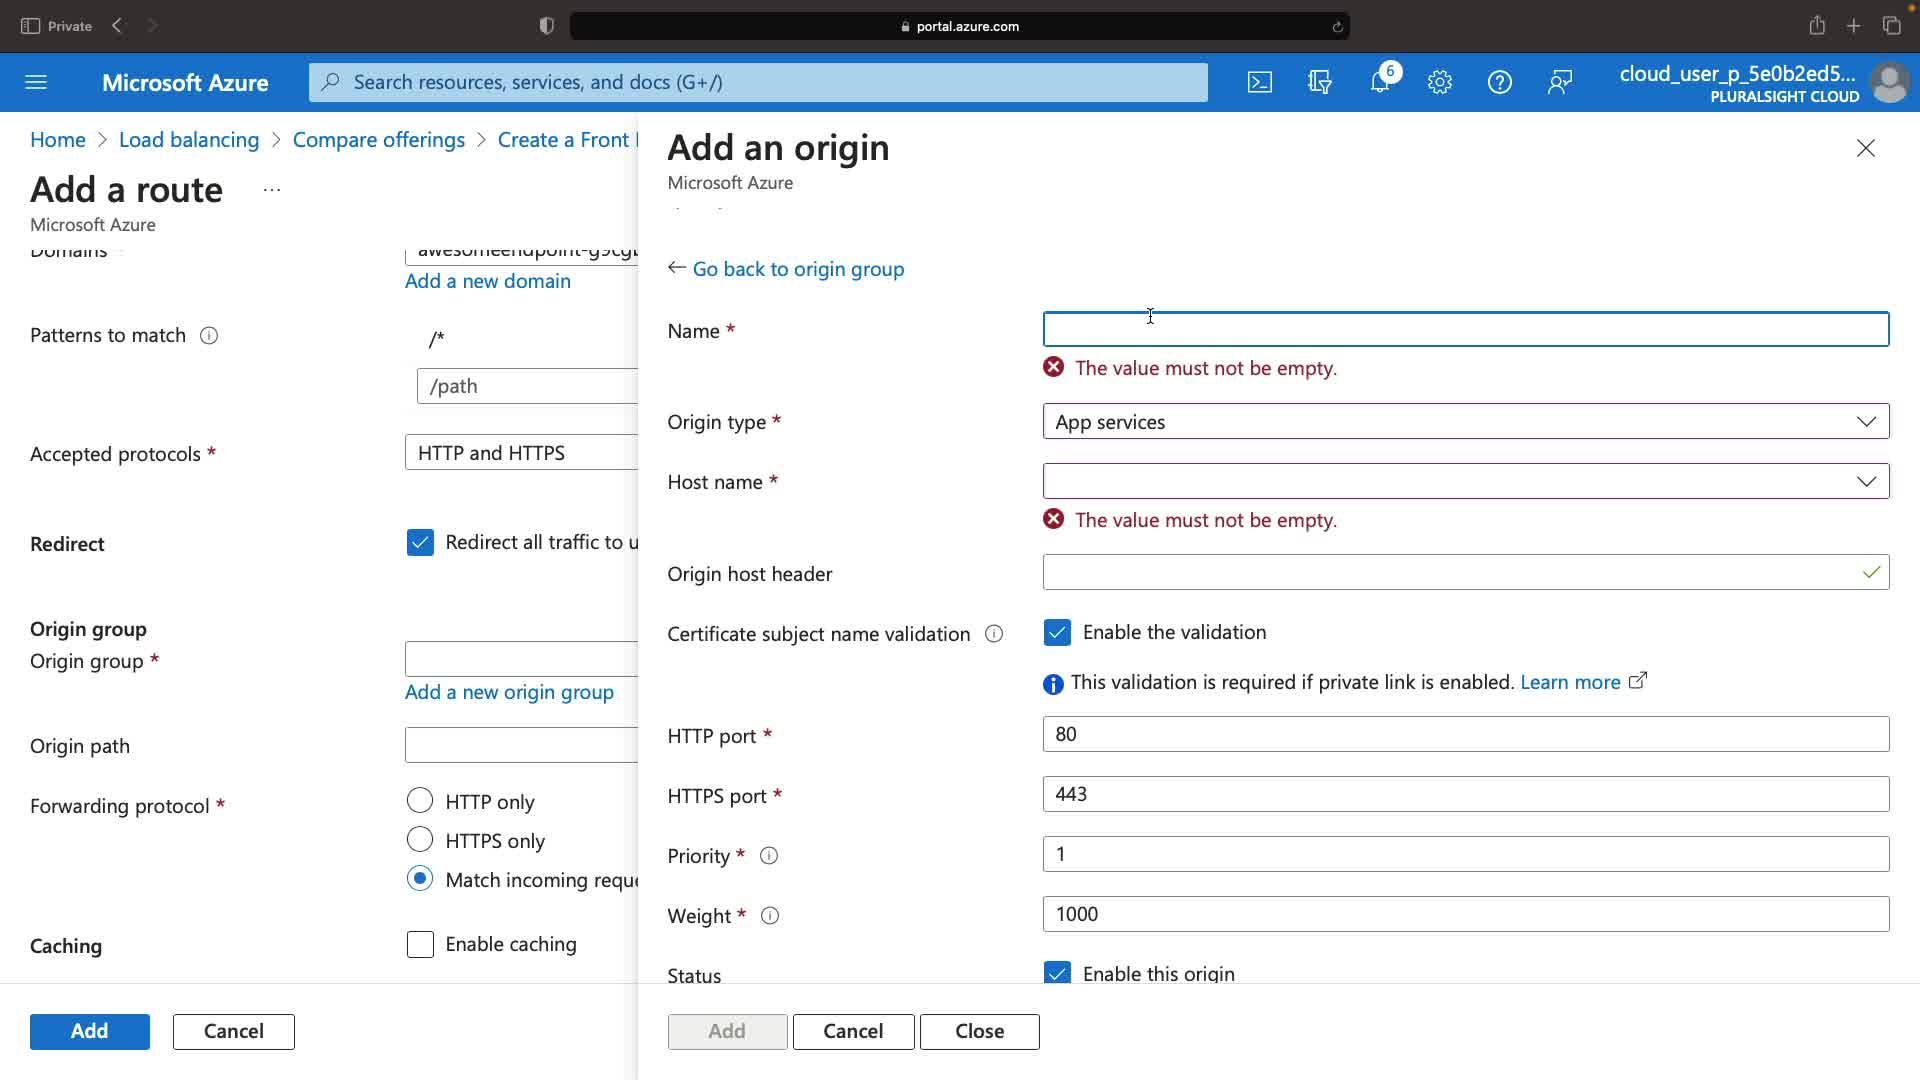 Private
portal.azure.com
Microsoft Azure
Search resources, services, and docs (G+/)
6
cloud_user_p_5e0b2ed5...
PLURALSIGHT CLOUD
Home > Load balancing > Compare offerings > Create a Front
Add a route ...
Microsoft Azure
Domains
Add a new domain
Patterns to match
/*
/path
Accepted protocols *
HTTP and HTTPS
Redirect
Redirect all traffic to u
Origin group
Origin group *
Add a new origin group
Origin path
Forwarding protocol *
HTTP only
HTTPS only
Match incoming reque
Caching
Enable caching
Add
Cancel
Add an origin
Microsoft Azure
← Go back to origin group
Name *
The value must not be empty.
Origin type *
App services
Host name *
The value must not be empty.
Origin host header
Certificate subject name validation
Enable the validation
This validation is required if private link is enabled. Learn more
HTTP port *
80
HTTPS port *
443
Priority *
1
Weight *
1000
Status
Enable this origin
Add
Cancel
Close